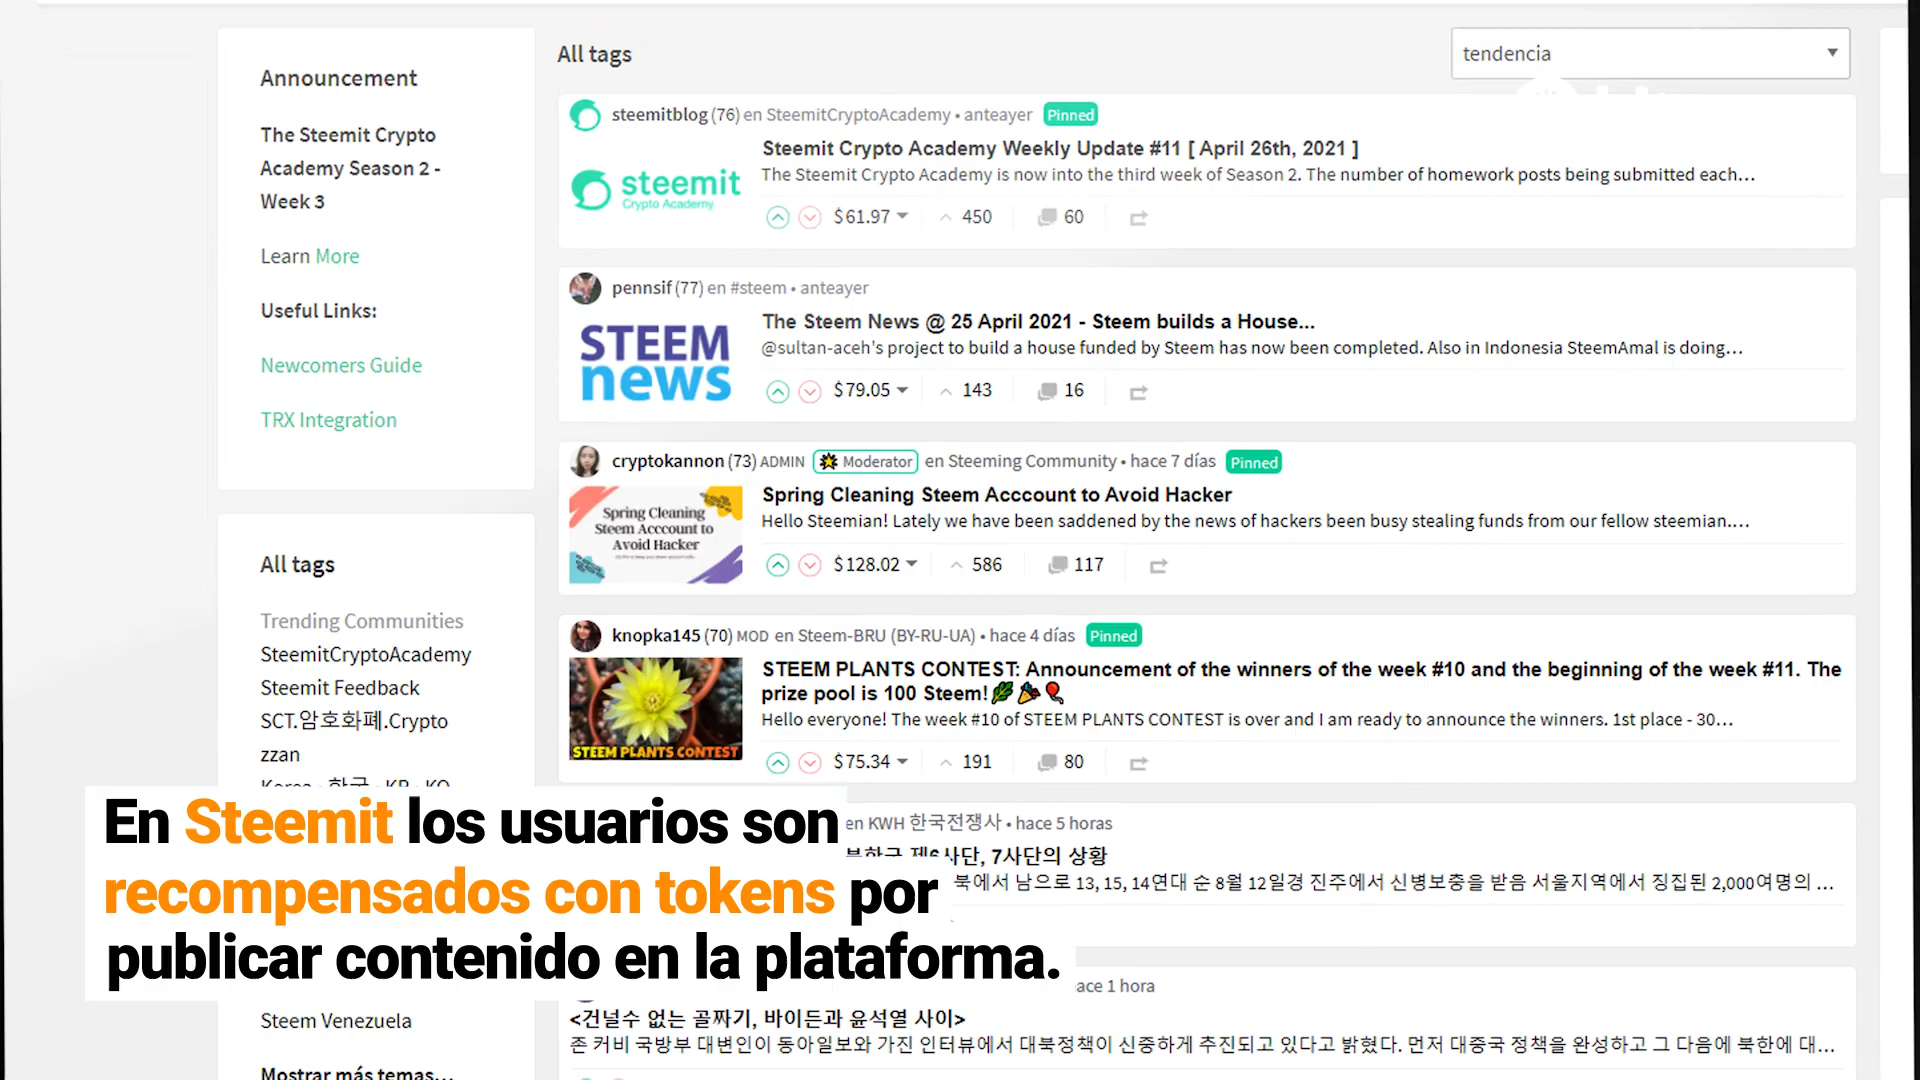 Announcement
The Steemit Crypto
Academy Season 2 -
Week 3
Learn More
Useful Links:
Newcomers Guide
TRX Integration
All tags
Trending Communities
SteemitCryptoAcademy
Steemit Feedback
SCT.암호화폐.Crypto
zzan
Korea • 한국 • KR • KO
Steem Venezuela
Mostrar más temas...
All tags
tendencia
steemitblog (76) en SteemitCryptoAcademy • anteayer Pinned
steemit
Crypto Academy
Steemit Crypto Academy Weekly Update #11 [ April 26th, 2021 ]
The Steemit Crypto Academy is now into the third week of Season 2. The number of homework posts being submitted each...
$61.97 450 60
pennsif (77) en #steem • anteayer
STEEM
news
The Steem News @ 25 April 2021 - Steem builds a House...
@sultan-aceh's project to build a house funded by Steem has now been completed. Also in Indonesia SteemAmal is doing...
$79.05 143 16
cryptokannon (73) ADMIN Moderator en Steeming Community • hace 7 días Pinned
Spring Cleaning
Steem Acccount to
Avoid Hacker
Spring Cleaning Steem Acccount to Avoid Hacker
Hello Steemian! Lately we have been saddened by the news of hackers been busy stealing funds from our fellow steemian....
$128.02 586 117
knopka145 (70) MOD en Steem-BRU (BY-RU-UA) • hace 4 días Pinned
STEEM PLANTS CONTEST
STEEM PLANTS CONTEST: Announcement of the winners of the week #10 and the beginning of the week #11. The
prize pool is 100 Steem!
Hello everyone! The week #10 of STEEM PLANTS CONTEST is over and I am ready to announce the winners. 1st place - 30...
$75.34 191 80
en KWH 한국전쟁사 • hace 5 horas
북한군 제6사단, 7사단의 상황
북에서 남으로 13, 15, 14연대 순 8월 12일경 진주에서 신병보충을 받음 서울지역에서 징집된 2,000여명의 ...
ace 1 hora
<건널수 없는 골짜기, 바이든과 윤석열 사이>
존 커비 국방부 대변인이 동아일보와 가진 인터뷰에서 대북정책이 신중하게 추진되고 있다고 밝혔다. 먼저 대중국 정책을 완성하고 그 다음에 북한에 대...
En Steemit los usuarios son
recompensados con tokens por
publicar contenido en la plataforma.